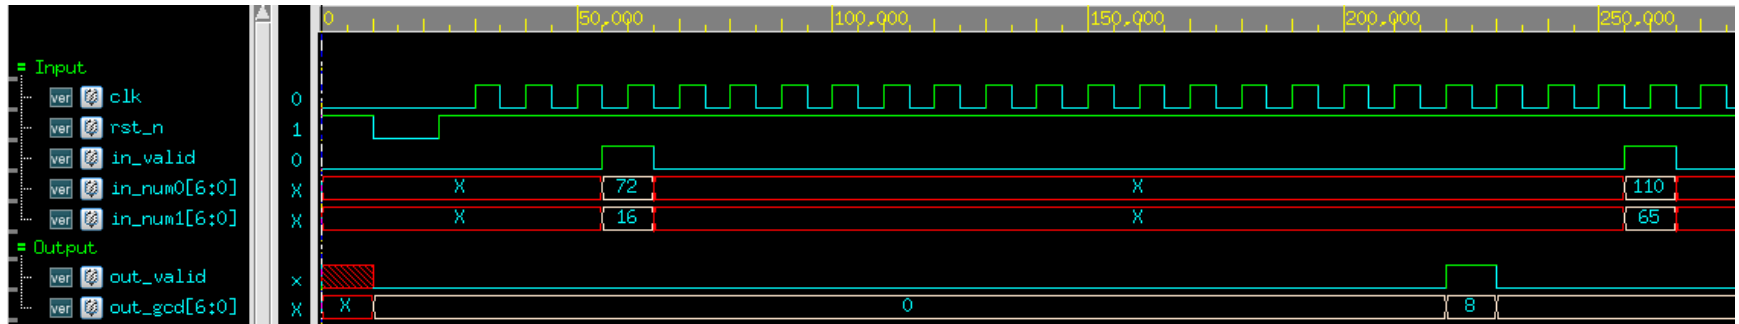 0 50,000 100,000 150,000 200,000 250,000
= Input
ver clk 0
ver rst_n 1
ver in_valid 0
ver in_num0[6:0] X X 72 X 110
ver in_num1[6:0] X X 16 X 65
= Output
ver out_valid x
ver out_gcd[6:0] X X 0 8